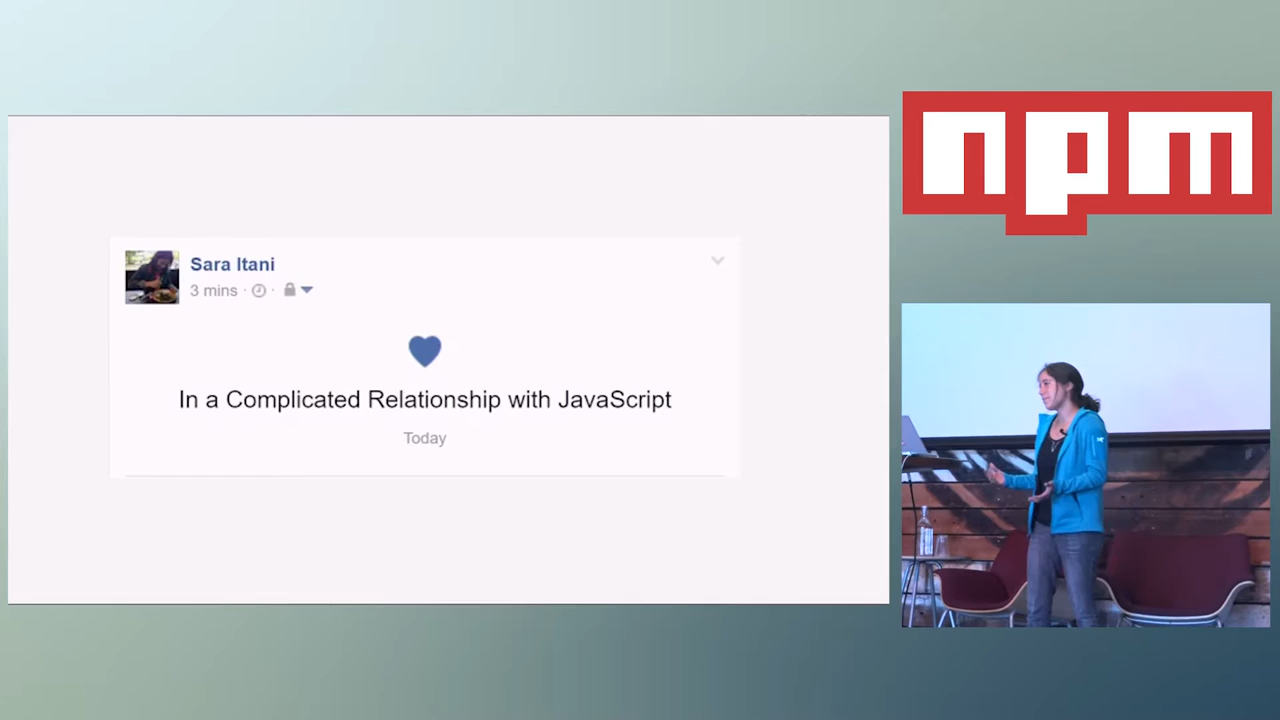 Sara Itani
3 mins
In a Complicated Relationship with JavaScript
Today
npm